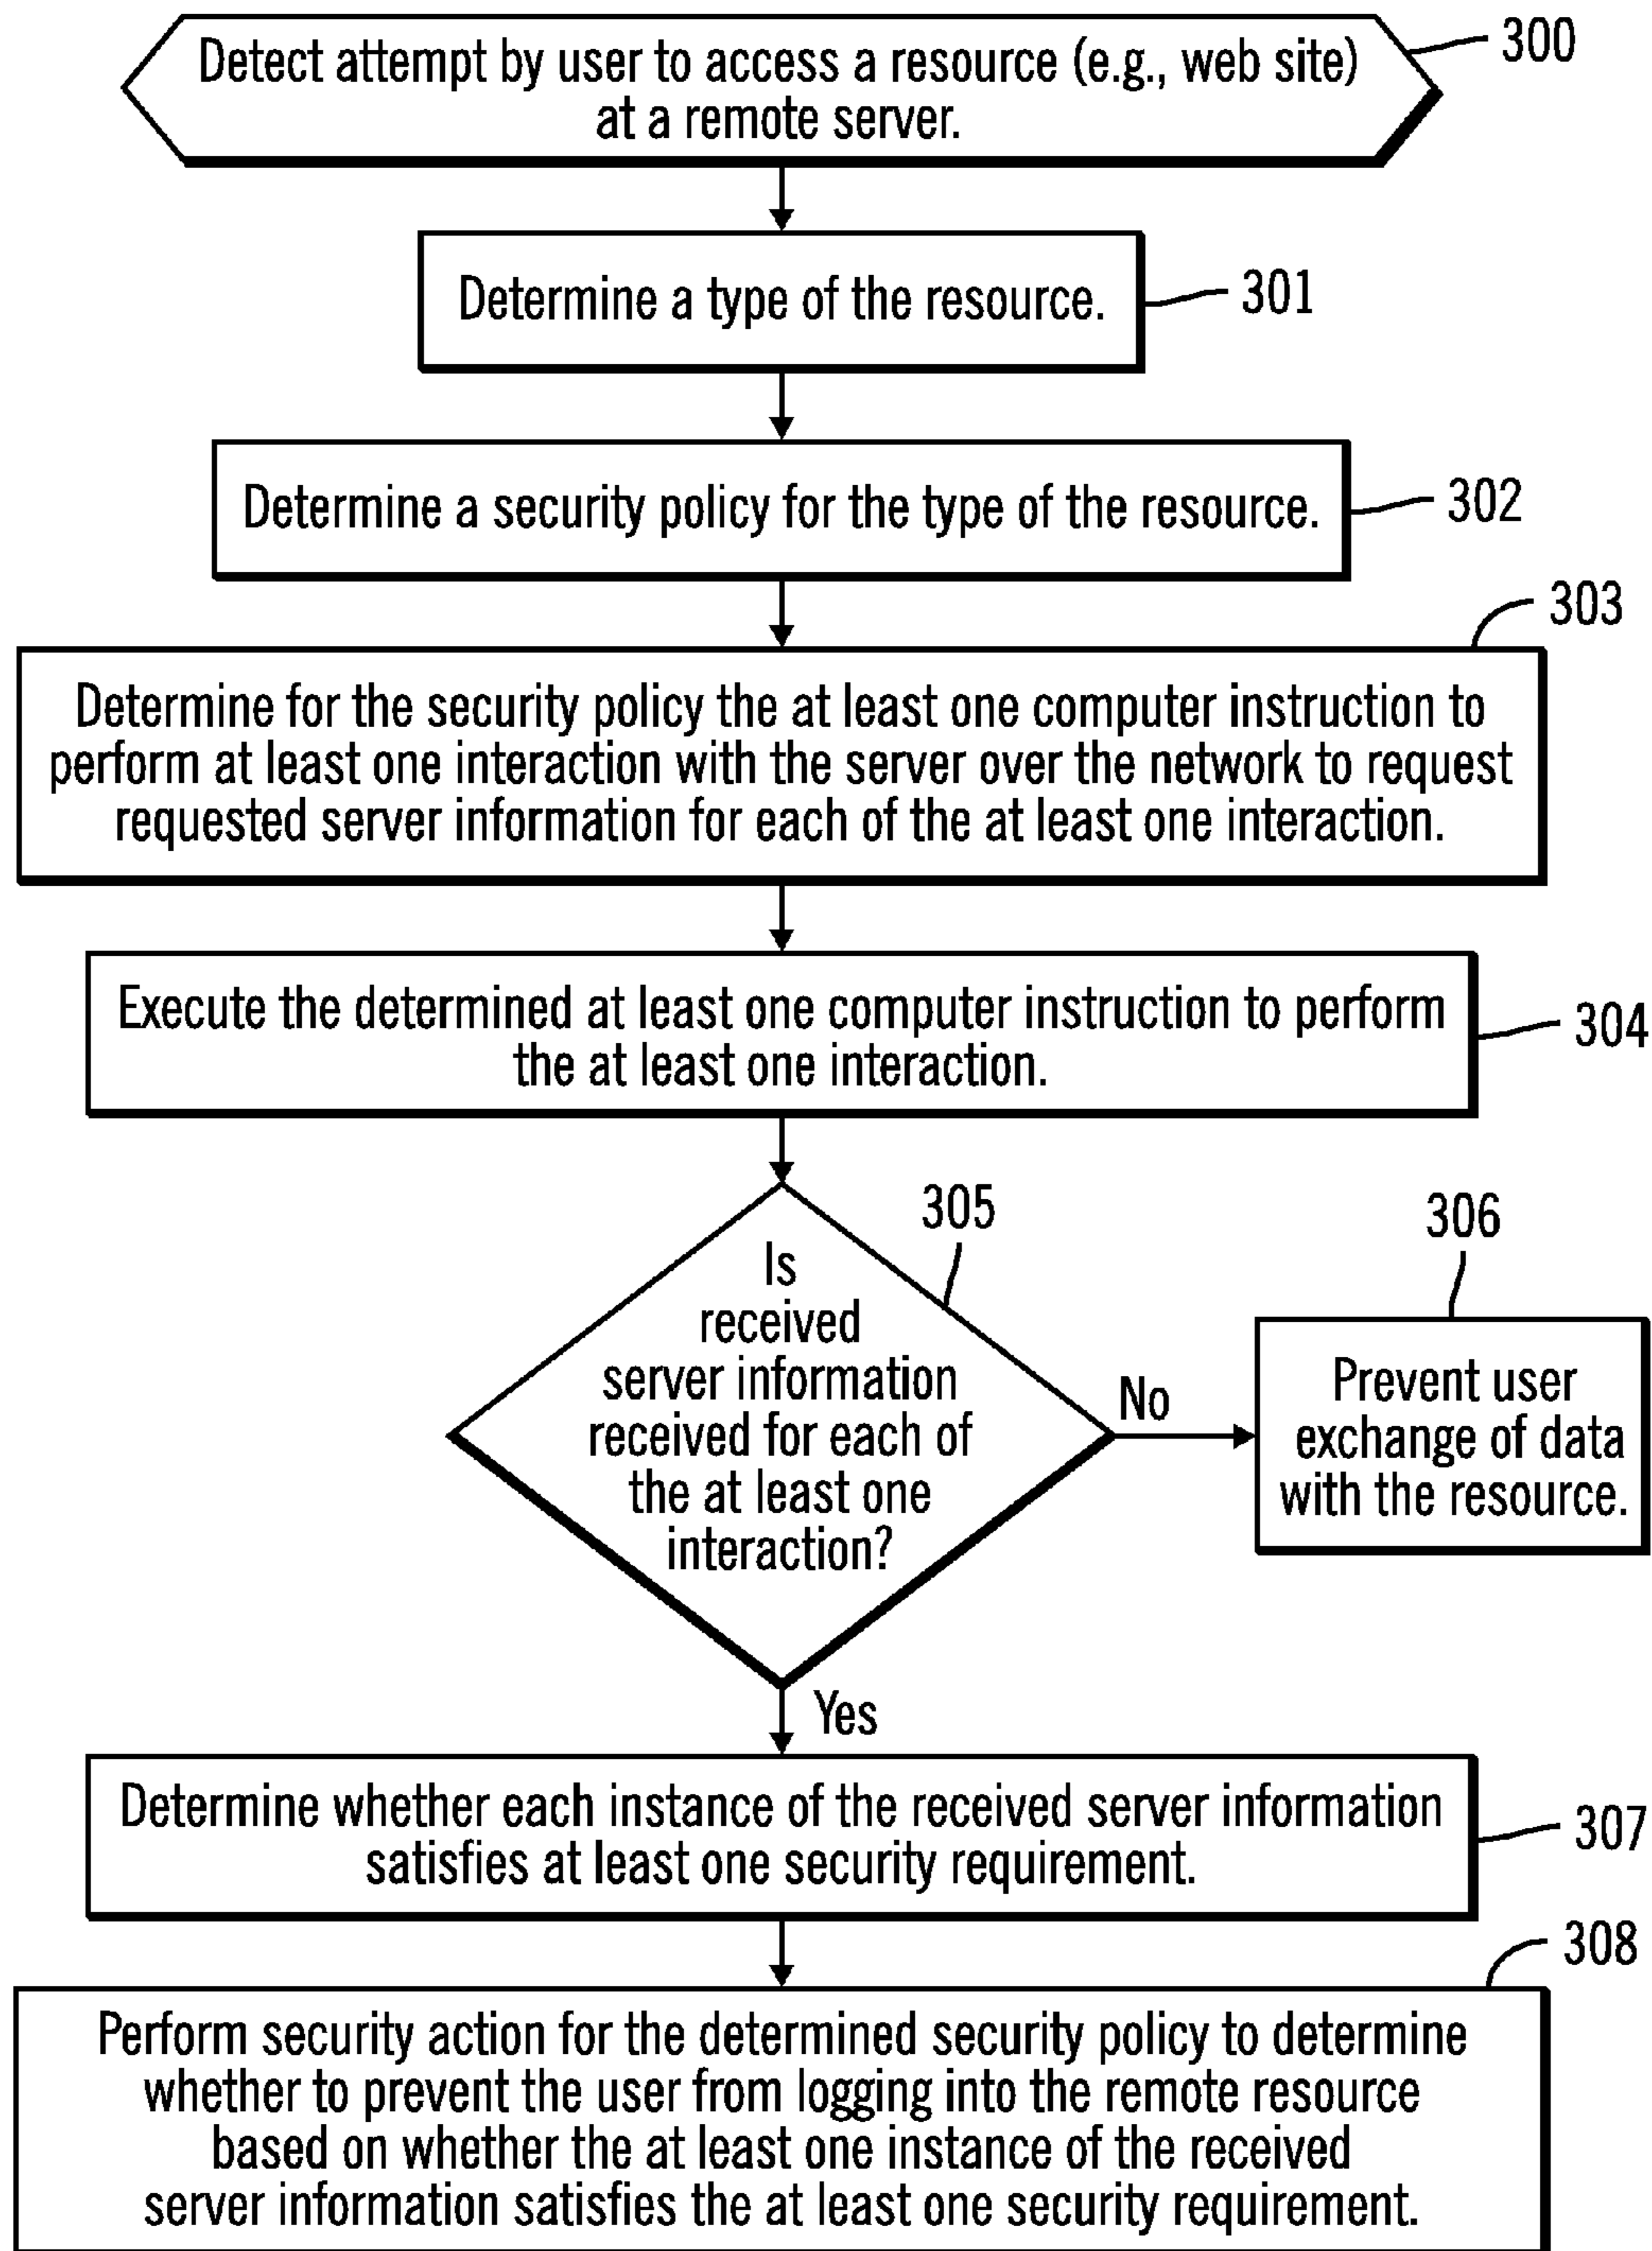 Detect attempt by user to access a resource (e.g., web site)
at a remote server.
300
Determine a type of the resource.
301
Determine a security policy for the type of the resource.
302
303
Determine for the security policy the at least one computer instruction to
perform at least one interaction with the server over the network to request
requested server information for each of the at least one interaction.
Execute the determined at least one computer instruction to perform
the at least one interaction.
304
305
Is
received
server information
received for each of
the at least one
interaction?
No
306
Prevent user
exchange of data
with the resource.
Yes
Determine whether each instance of the received server information
satisfies at least one security requirement.
307
308
Perform security action for the determined security policy to determine
whether to prevent the user from logging into the remote resource
based on whether the at least one instance of the received
server information satisfies the at least one security requirement.